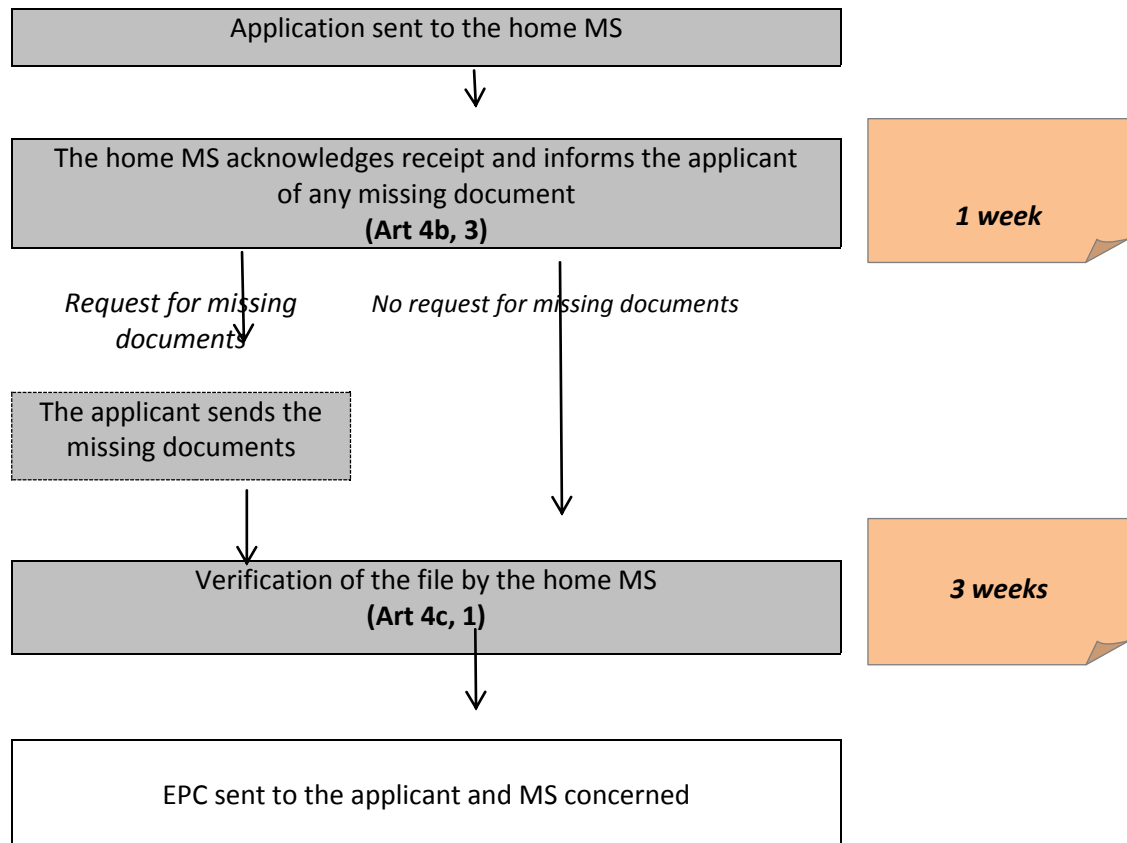 Application sent to the home MS
The home MS acknowledges receipt and informs the applicant
of any missing document
(Art 4b, 3)
1 week
Request for missing
documents
No request for missing documents
The applicant sends the
missing documents
Verification of the file by the home MS
(Art 4c, 1)
3 weeks
EPC sent to the applicant and MS concerned